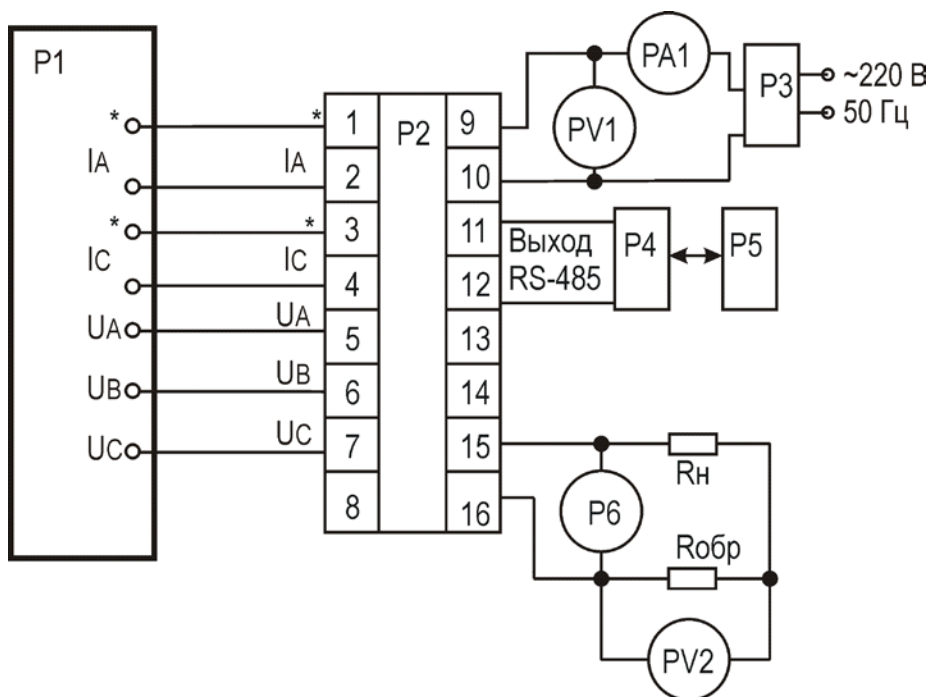 P1
*
IA
*
IC
UA
UB
UC
*
IA
*
IC
UA
UB
UC
1
2
3
4
5
6
7
8
P2
9
10
11
12
13
14
15
16
PA1
PV1
P3
~220 В
50 Гц
Выход
RS-485
P4
P5
P6
Rн
Rобр
PV2